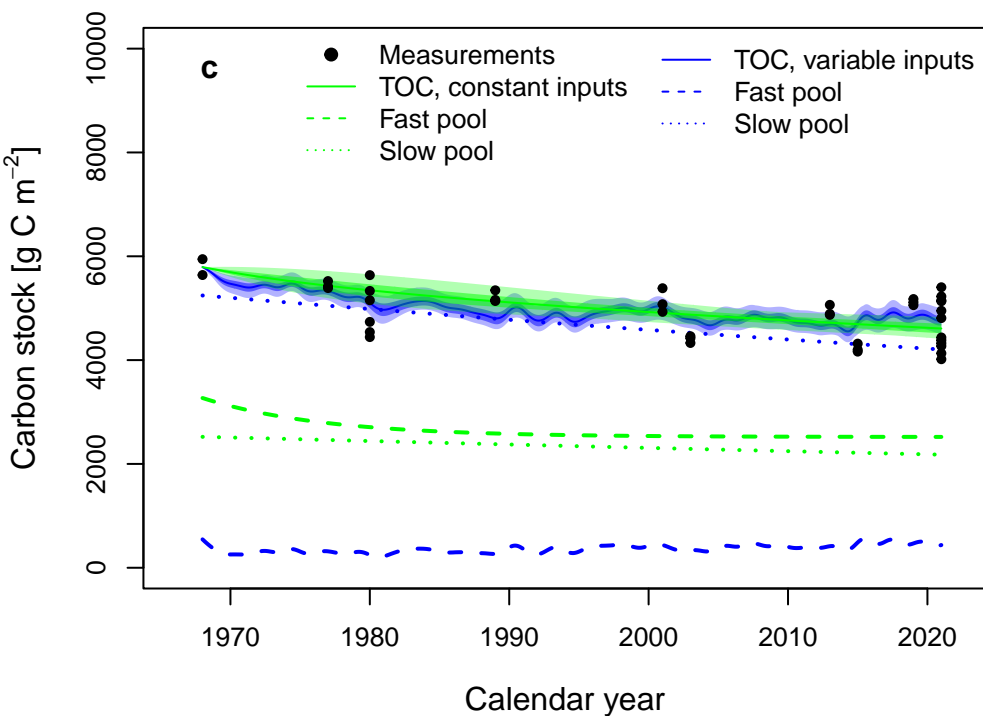 c
Measurements
TOC, constant inputs
Fast pool
Slow pool
TOC, variable inputs
Fast pool
Slow pool
Carbon stock [g C m⁻²]
10000
8000
6000
4000
2000
0
1970 1980 1990 2000 2010 2020
Calendar year